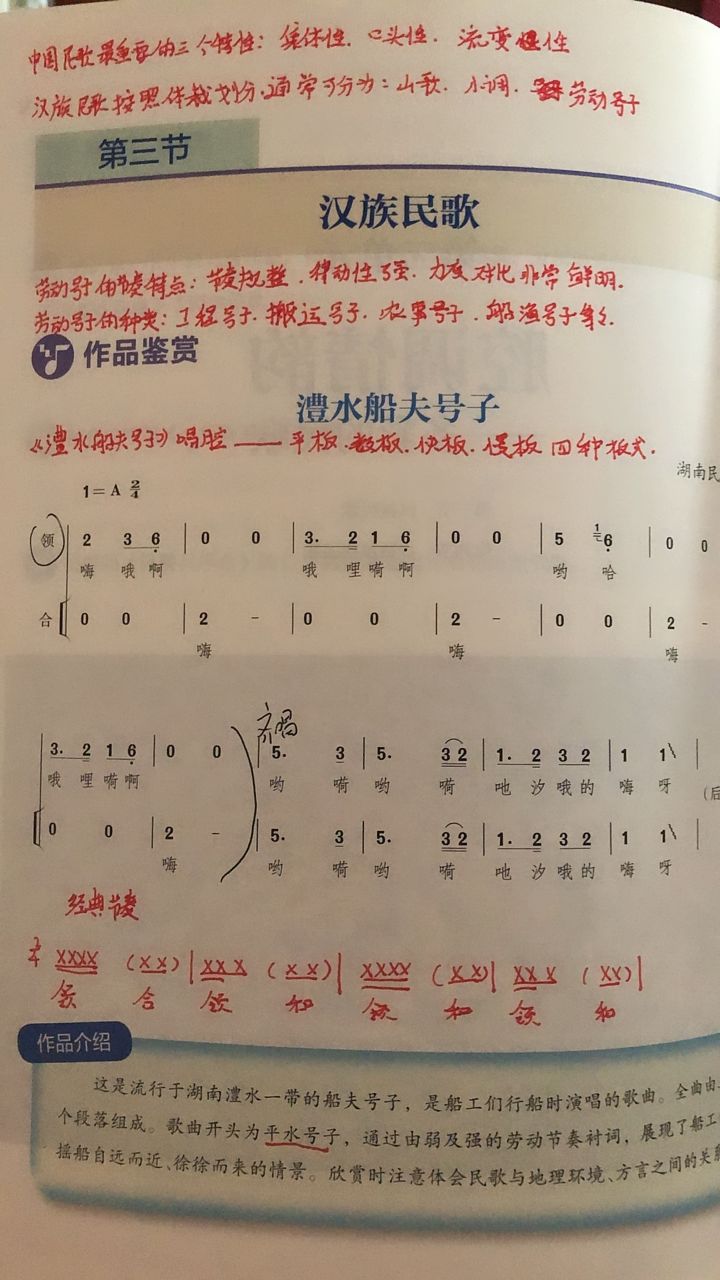 中国民歌最重要的三个特性：集体性．口头性．流变性
汉族民歌按照体裁划分，通常可分为：山歌．小调．劳动号子
第三节
汉族民歌
劳动号子的节奏特点：节奏规整．律动性强．力度对比非常鲜明．
劳动号子的种类：工程号子．搬运号子．农事号子．船渔号子等．
作品鉴赏
澧水船夫号子
《澧水船夫号子》唱腔——平板．数板．快板．慢板 四种板式．
湖南民
1=A 2/4
领 2 3 6 | 0 0 | 3. 2 1 6 | 0 0 | 5 1 6 | 0 0
嗨 哦 啊 哦 哩 嗬 啊 哟 哈
合 0 0 | 2 - | 0 0 | 2 - | 0 0 | 2 -
嗨 嗨 嗨
齐唱
3. 2 1 6 | 0 0 | 5. 3 | 5. 3 2 | 1. 2 3 2 | 1 1 |
哦 哩 嗬 啊 哟 嗬 哟 嗬 吔 汐 哦 的 嗨 呀 (后
0 0 | 2 - | 5. 3 | 5. 3 2 | 1. 2 3 2 | 1 1 |
嗨 哟 嗬 哟 嗬 吔 汐 哦 的 嗨 呀
经典节奏
2/4 XXXX (XX) | XX X (XX) | XXXX (XX) | XX X (XX) |
领 合 领 和 领 和 领 和
作品介绍
这是流行于湖南澧水一带的船夫号子，是船工们行船时演唱的歌曲。全曲由
个段落组成。歌曲开头为平水号子，通过由弱及强的劳动节奏衬词，展现了船工
摇船自远而近、徐徐而来的情景。欣赏时注意体会民歌与地理环境、方言之间的关